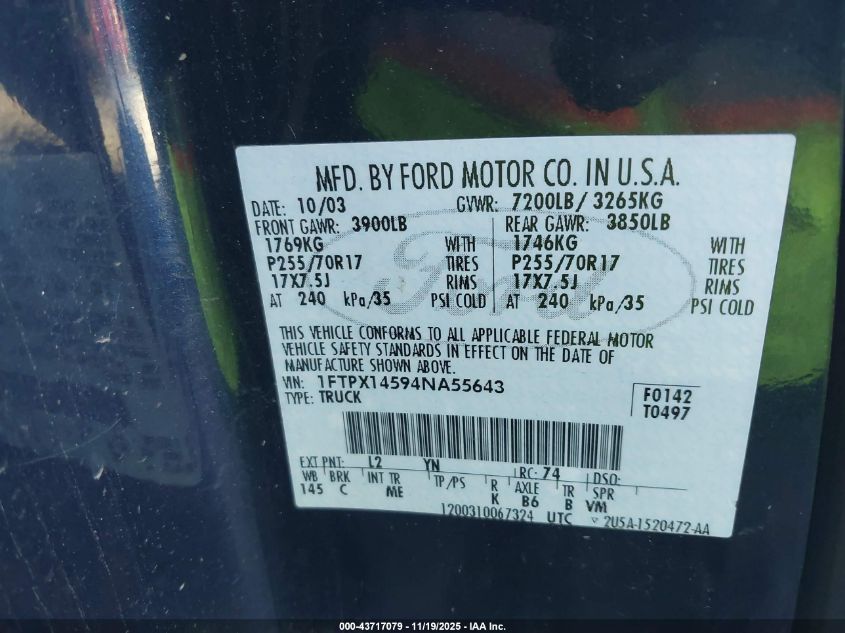 MFD. BY FORD MOTOR CO. IN U.S.A.
DATE: 10/03 GVWR: 7200LB/ 3265KG
FRONT GAWR: 3900LB REAR GAWR: 3850LB
1769KG WITH 1746KG WITH
P255/70R17 TIRES P255/70R17 TIRES
17X7.5J RIMS 17X7.5J RIMS
AT 240 kPa/35 PSI COLD AT 240 kPa/35 PSI COLD
Ford
THIS VEHICLE CONFORMS TO ALL APPLICABLE FEDERAL MOTOR
VEHICLE SAFETY STANDARDS IN EFFECT ON THE DATE OF
MANUFACTURE SHOWN ABOVE.
VIN: 1FTPX14594NA55643
TYPE: TRUCK
F0142
T0497
EXT PNT: L2 YN RC: 74 DSO:
WB BRK INT TR TP/PS R AXLE TR SPR
145 C ME K B6 B VM
1200310067324 UTC ▽ 2U5A-1520472-AA
000-43717079 - 11/19/2025 - IAA Inc.